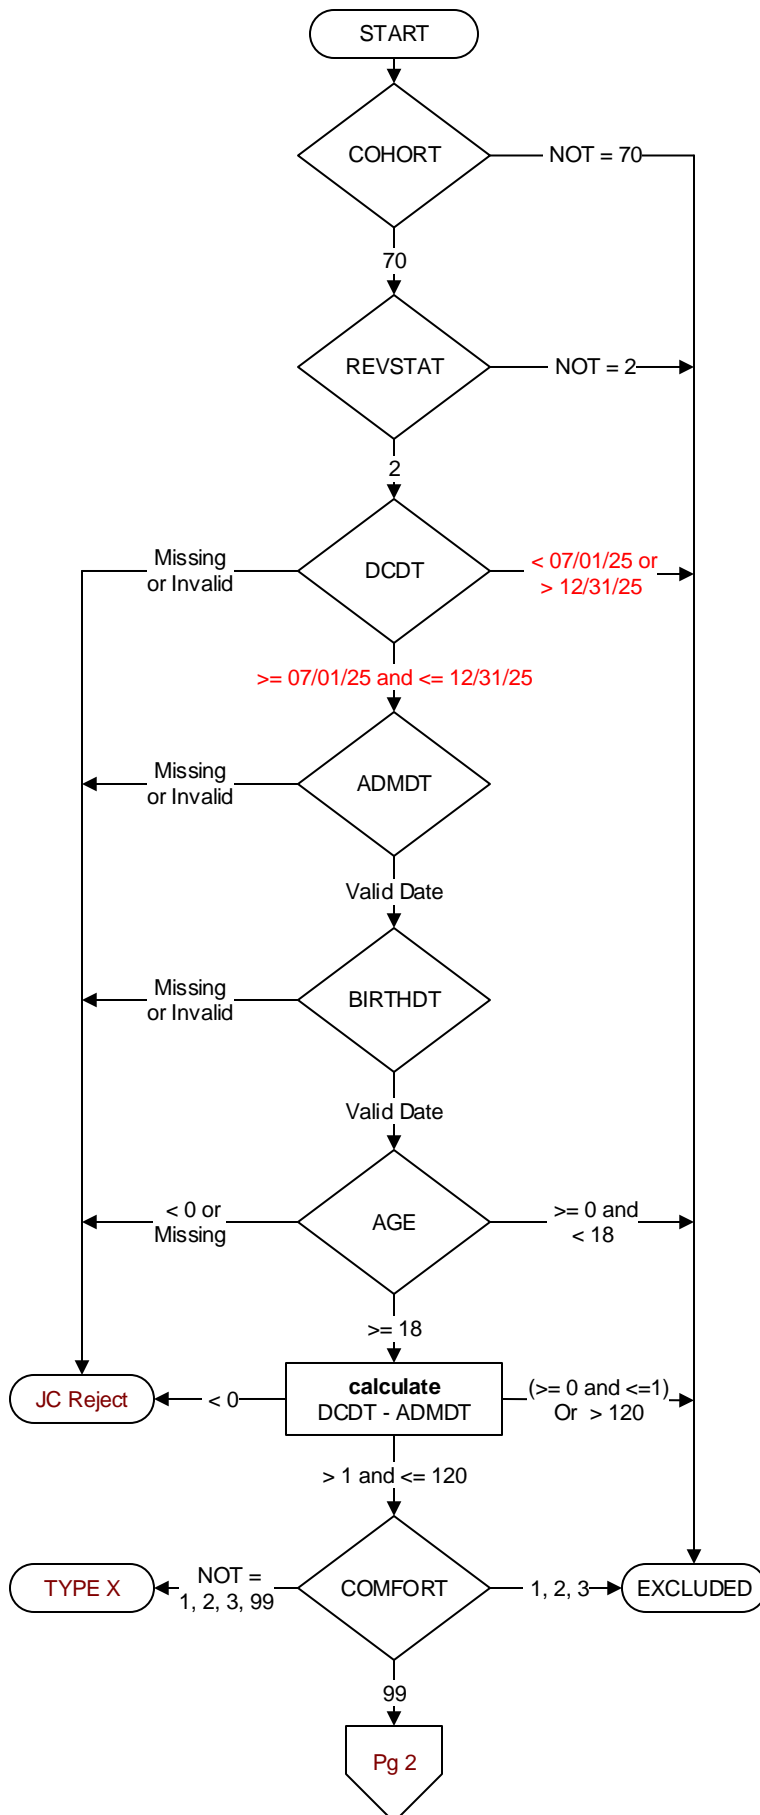 START
COHORT
NOT = 70
70
REVSTAT
NOT = 2
2
Missing
or Invalid
DCDT
< 07/01/25 or
> 12/31/25
>= 07/01/25 and <= 12/31/25
Missing
or Invalid
ADMDT
Valid Date
Missing
or Invalid
BIRTHDT
Valid Date
< 0 or
Missing
AGE
>= 0 and
< 18
>= 18
JC Reject
< 0
calculate
DCDT - ADMDT
(>= 0 and <=1)
Or > 120
> 1 and <= 120
TYPE X
NOT =
1, 2, 3, 99
COMFORT
1, 2, 3
EXCLUDED
99
Pg 2